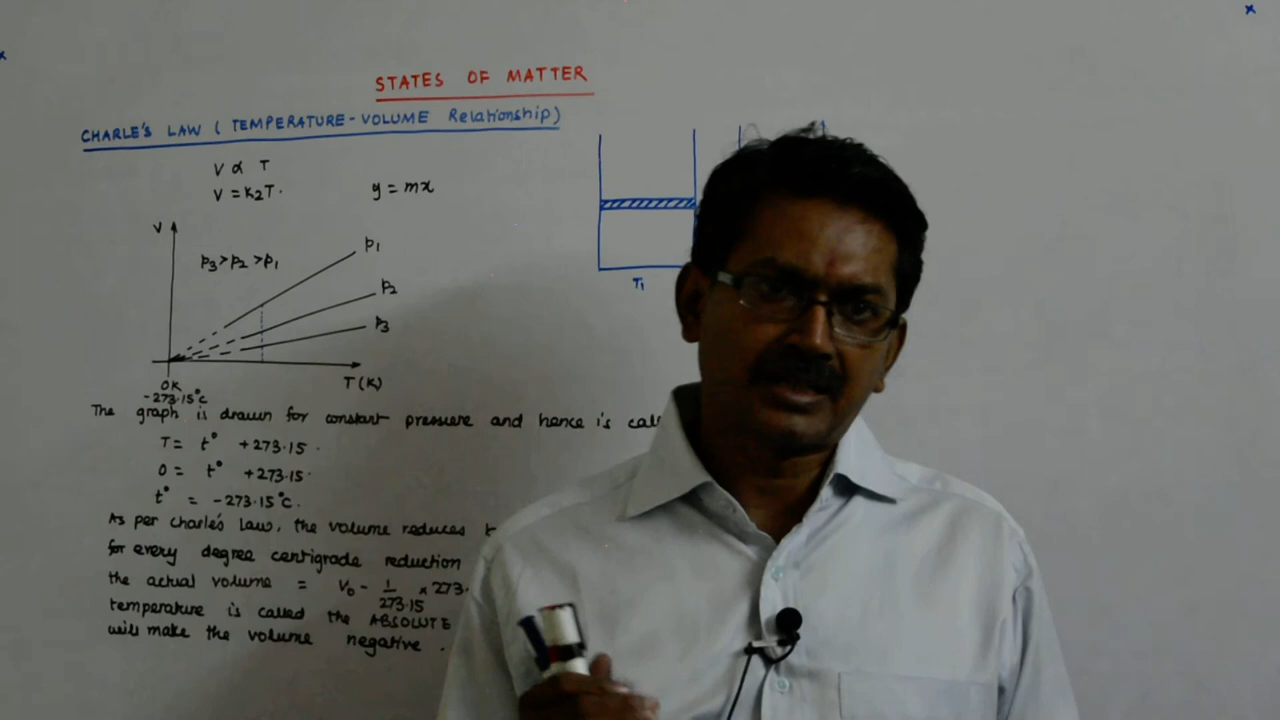 STATES OF MATTER
CHARLE'S LAW ( TEMPERATURE - VOLUME Relationship)
V ∝ T
V = K₂T.
y = mx
V
p₃ > p₂ > p₁
p₁
p₂
p₃
T (K)
0K
-273.15°C
T₁
The graph is drawn for constant pressure and hence is
T = t° + 273.15.
0 = t° + 273.15.
t° = -273.15°C.
As per Charle's Law, the volume reduces
for every degree centigrade reduction
the actual volume = V₀ - 1/273.15 × 273.
temperature is called the ABSOLUTE
will make the volume negative.